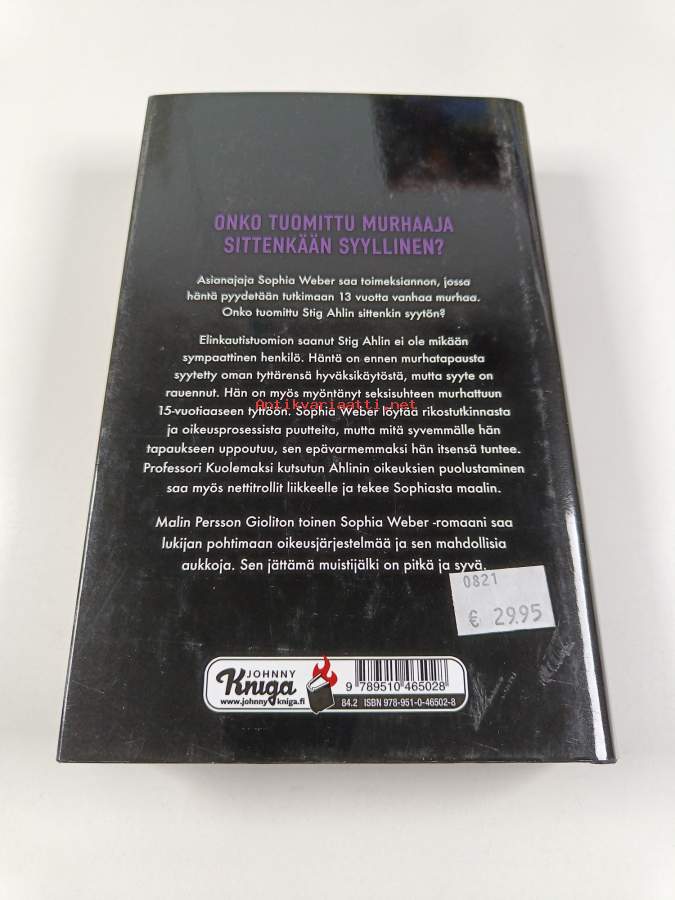 ONKO TUOMITTU MURHAAJA
SITTENKÄÄN SYYLLINEN?
Asianajaja Sophia Weber saa toimeksiannon, jossa
häntä pyydetään tutkimaan 13 vuotta vanhaa murhaa.
Onko tuomittu Stig Ahlin sittenkin syytön?
Elinkautistuomion saanut Stig Ahlin ei ole mikään
sympaattinen henkilö. Häntä on ennen murhatapausta
syytetty oman tyttärensä hyväksikäytöstä, mutta syyte on
rauennut. Hän on myös myöntänyt seksisuhteen murhattuun
Antikvariaatti.net
15-vuotiaaseen tyttöön. Sophia Weber löytää rikostutkinnasta
ja oikeusprosessista puutteita, mutta mitä syvemmälle hän
tapaukseen uppoutuu, sen epävarmemmaksi hän itsensä tuntee.
Professori Kuolemaksi kutsutun Ahlinin oikeuksien puolustaminen
saa myös nettitrollit liikkeelle ja tekee Sophiasta maalin.
Malin Persson Gioliton toinen Sophia Weber -romaani saa
lukijan pohtimaan oikeusjärjestelmää ja sen mahdollisia
aukkoja. Sen jättämä muistijälki on pitkä ja syvä.
0821
€ 29.95
JOHNNY
Kniga
www.johnnykniga.fi
9 789510 465028
84.2 ISBN 978-951-0-46502-8